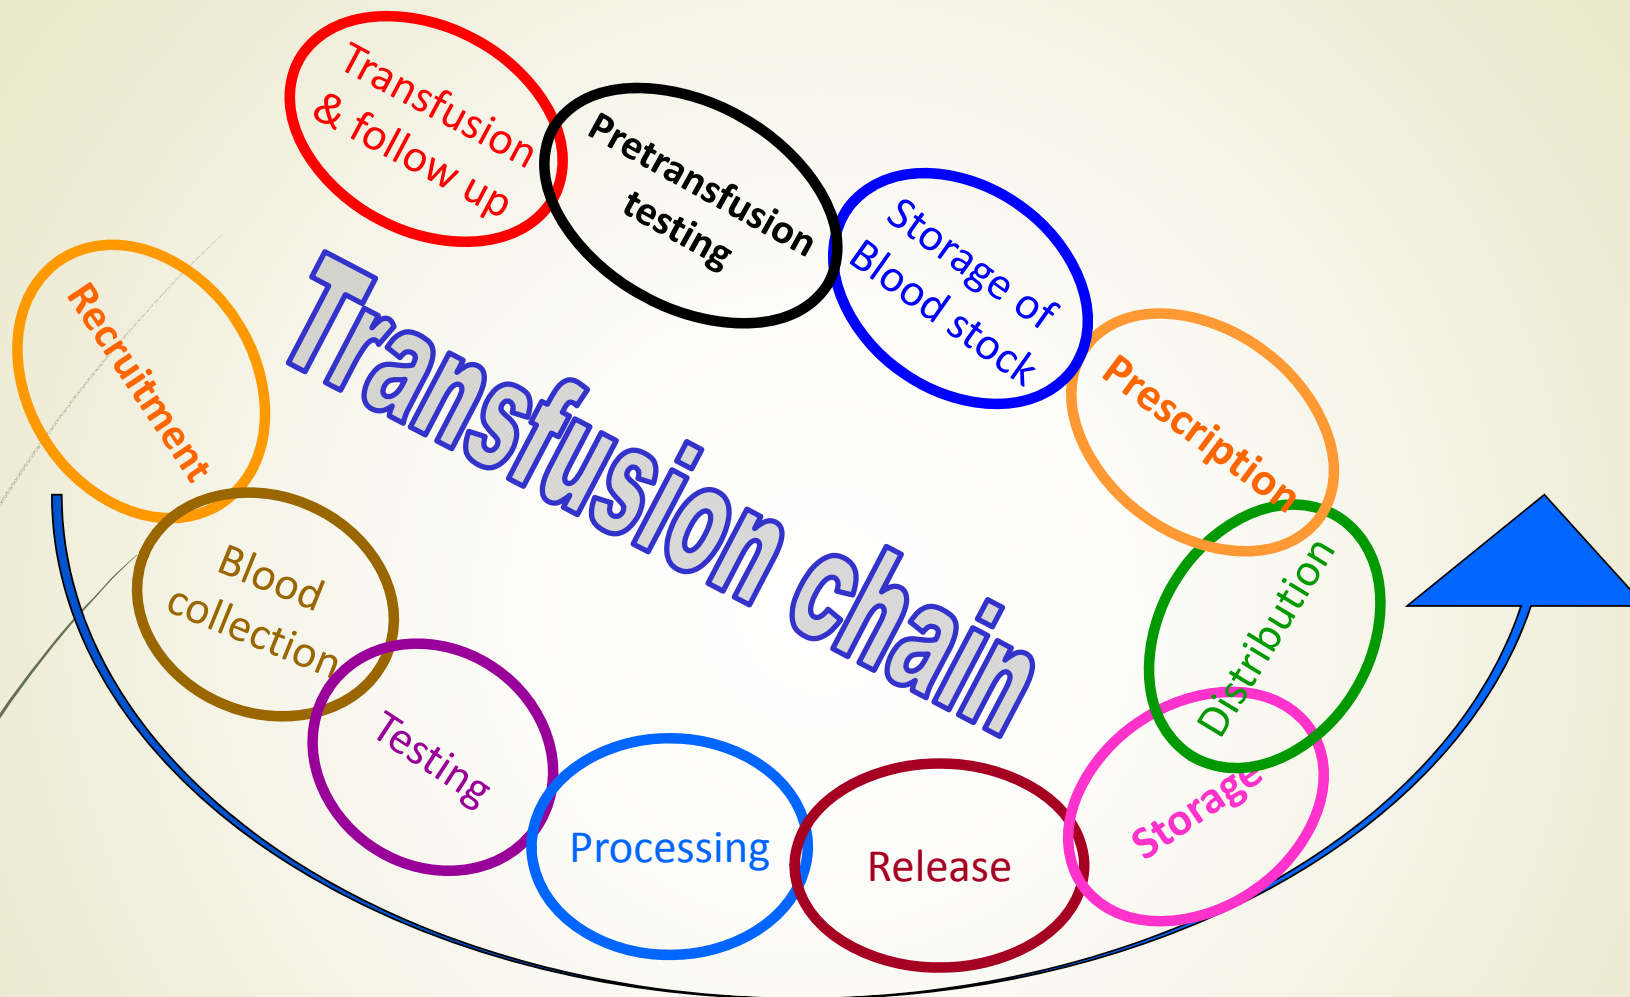 Transfusion
& follow up
Pretransfusion
testing
Storage of
Blood stock
Prescription
Recruitment
Transfusion chain
Blood
collection
Distribution
Testing
Processing
Release
Storage